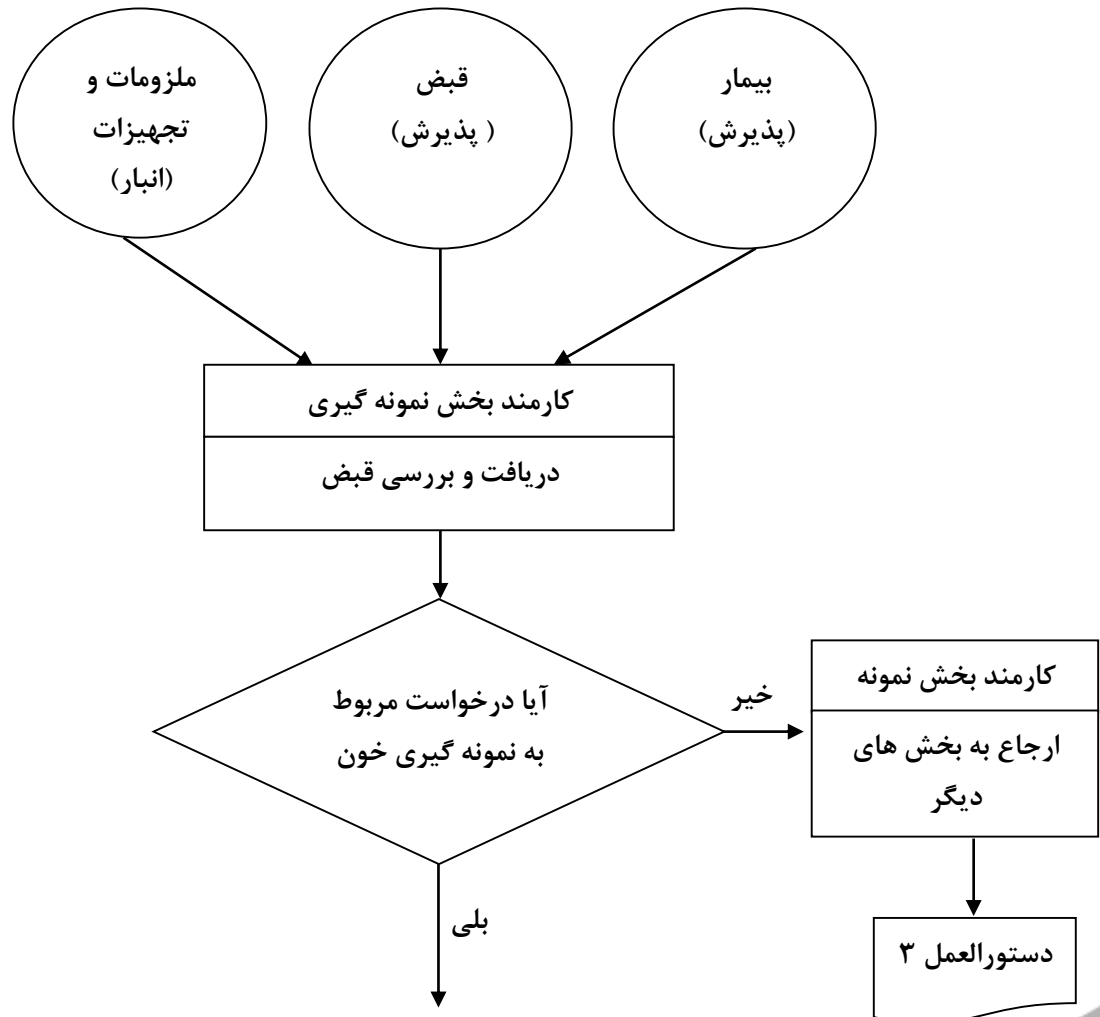 بیمار
(پذیرش)
قبض
( پذیرش)
ملزومات و
تجهیزات
(انبار)
کارمند بخش نمونه گیری
دریافت و بررسی قبض
آیا درخواست مربوط
به نمونه گیری خون
خیر
کارمند بخش نمونه
ارجاع به بخش های
دیگر
دستورالعمل ۳
بلی